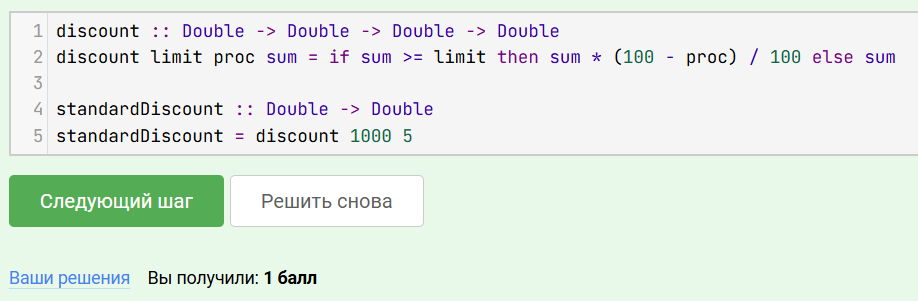 1 discount :: Double -> Double -> Double -> Double
2 discount limit proc sum = if sum >= limit then sum * (100 - proc) / 100 else sum
3
4 standardDiscount :: Double -> Double
5 standardDiscount = discount 1000 5
Следующий шаг Решить снова
Ваши решения Вы получили: 1 балл